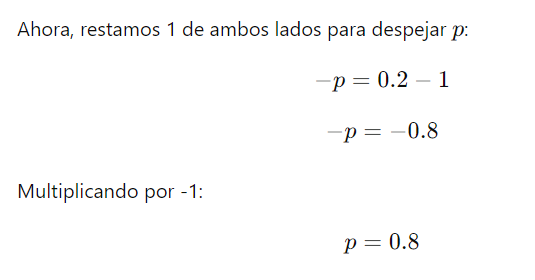 Ahora, restamos 1 de ambos lados para despejar p:
−p = 0.2 − 1
−p = −0.8
Multiplicando por -1:
p = 0.8